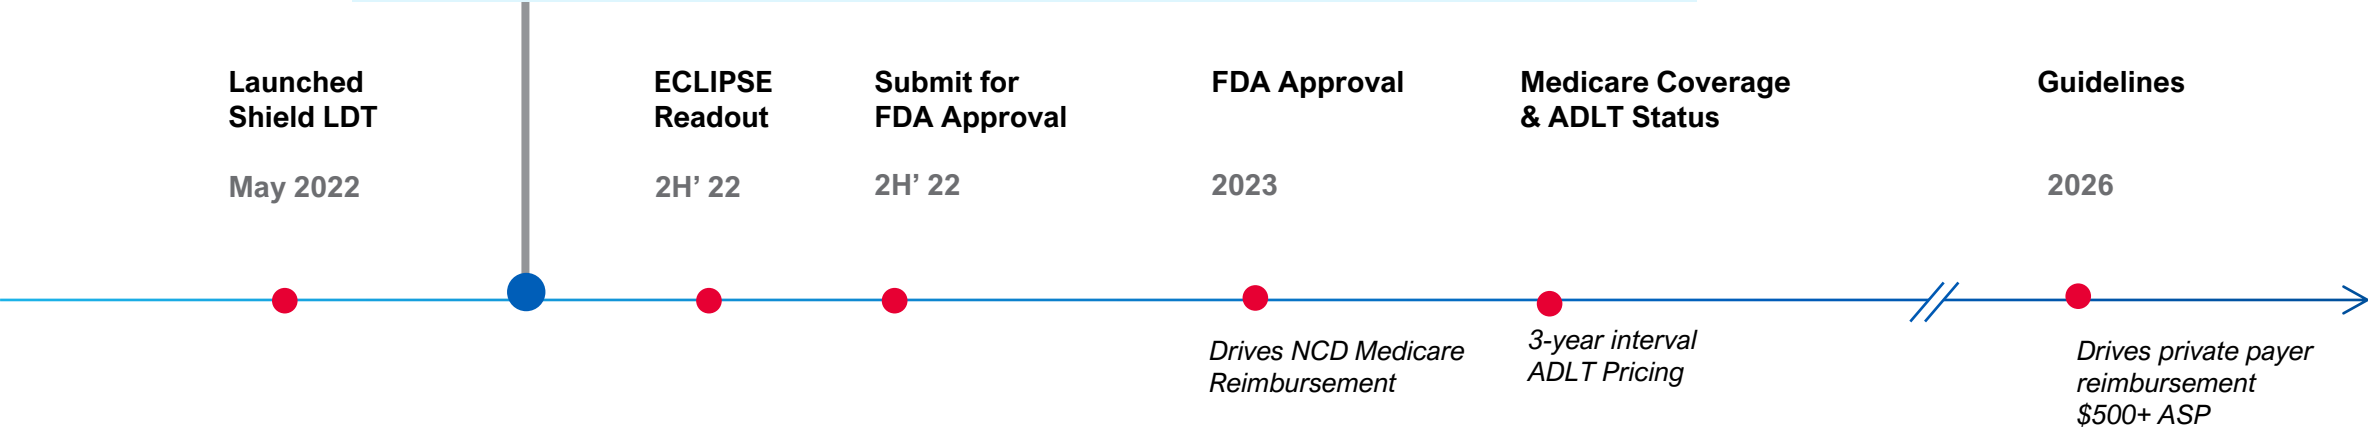 Launched
Shield LDT
May 2022
ECLIPSE
Readout
2H’ 22
Submit for
FDA Approval
2H’ 22
FDA Approval
2023
Drives NCD Medicare
Reimbursement
Medicare Coverage
& ADLT Status
3-year interval
ADLT Pricing
Guidelines
2026
Drives private payer
reimbursement
$500+ ASP